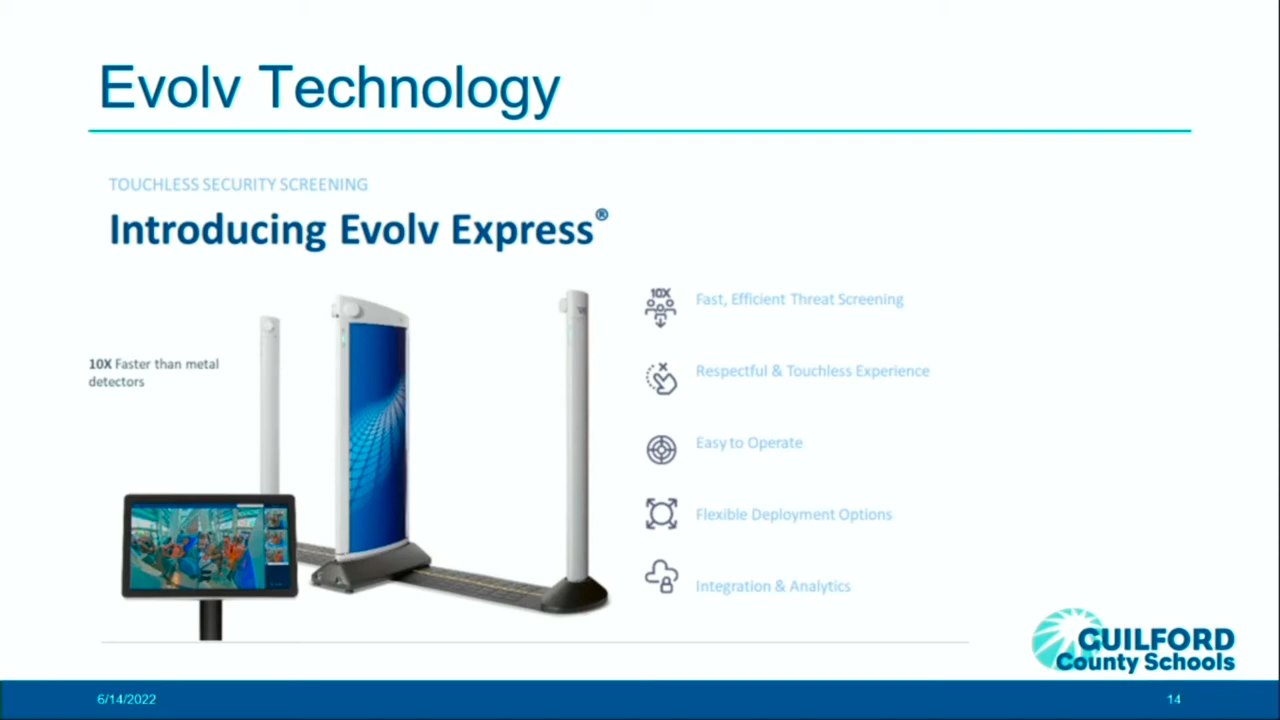 Evolv Technology
TOUCHLESS SECURITY SCREENING
Introducing Evolv Express®
10X Faster than metal
detectors
10X
Fast, Efficient Threat Screening
Respectful & Touchless Experience
Easy to Operate
Flexible Deployment Options
Integration & Analytics
GUILFORD
County Schools
6/14/2022
14